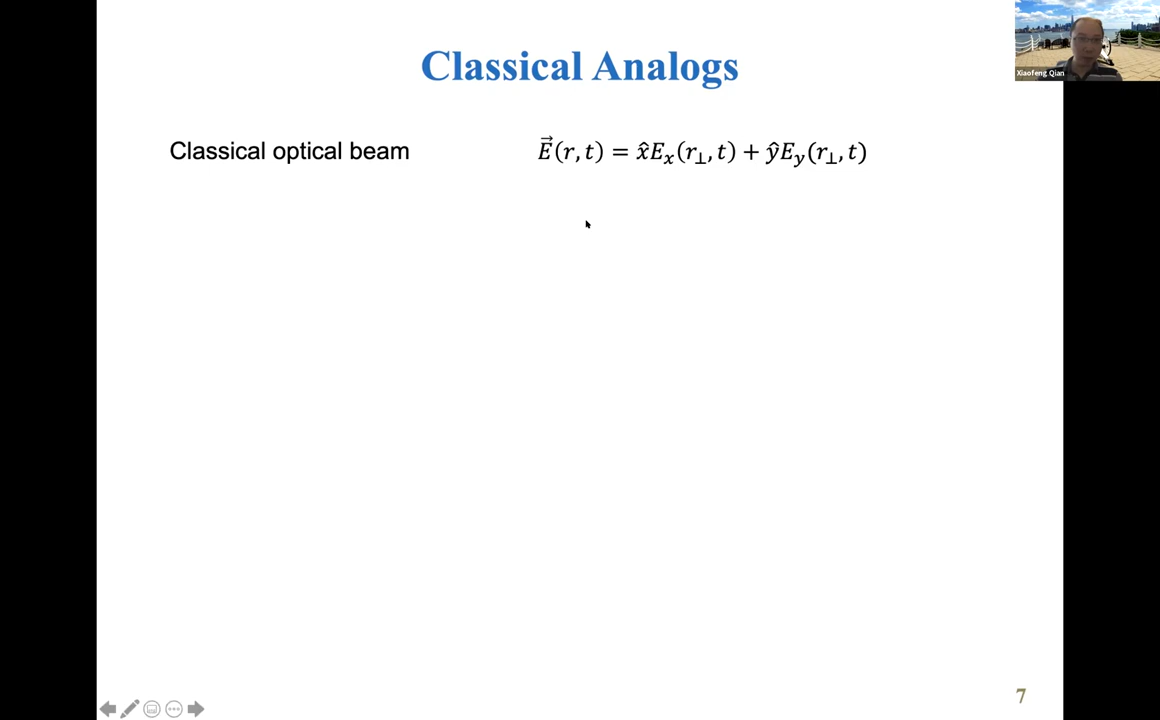 Classical Analogs
Xiaofeng Qian
Classical optical beam
$\vec{E}(r,t) = \hat{x}E_x(r_\perp,t) + \hat{y}E_y(r_\perp,t)$
7